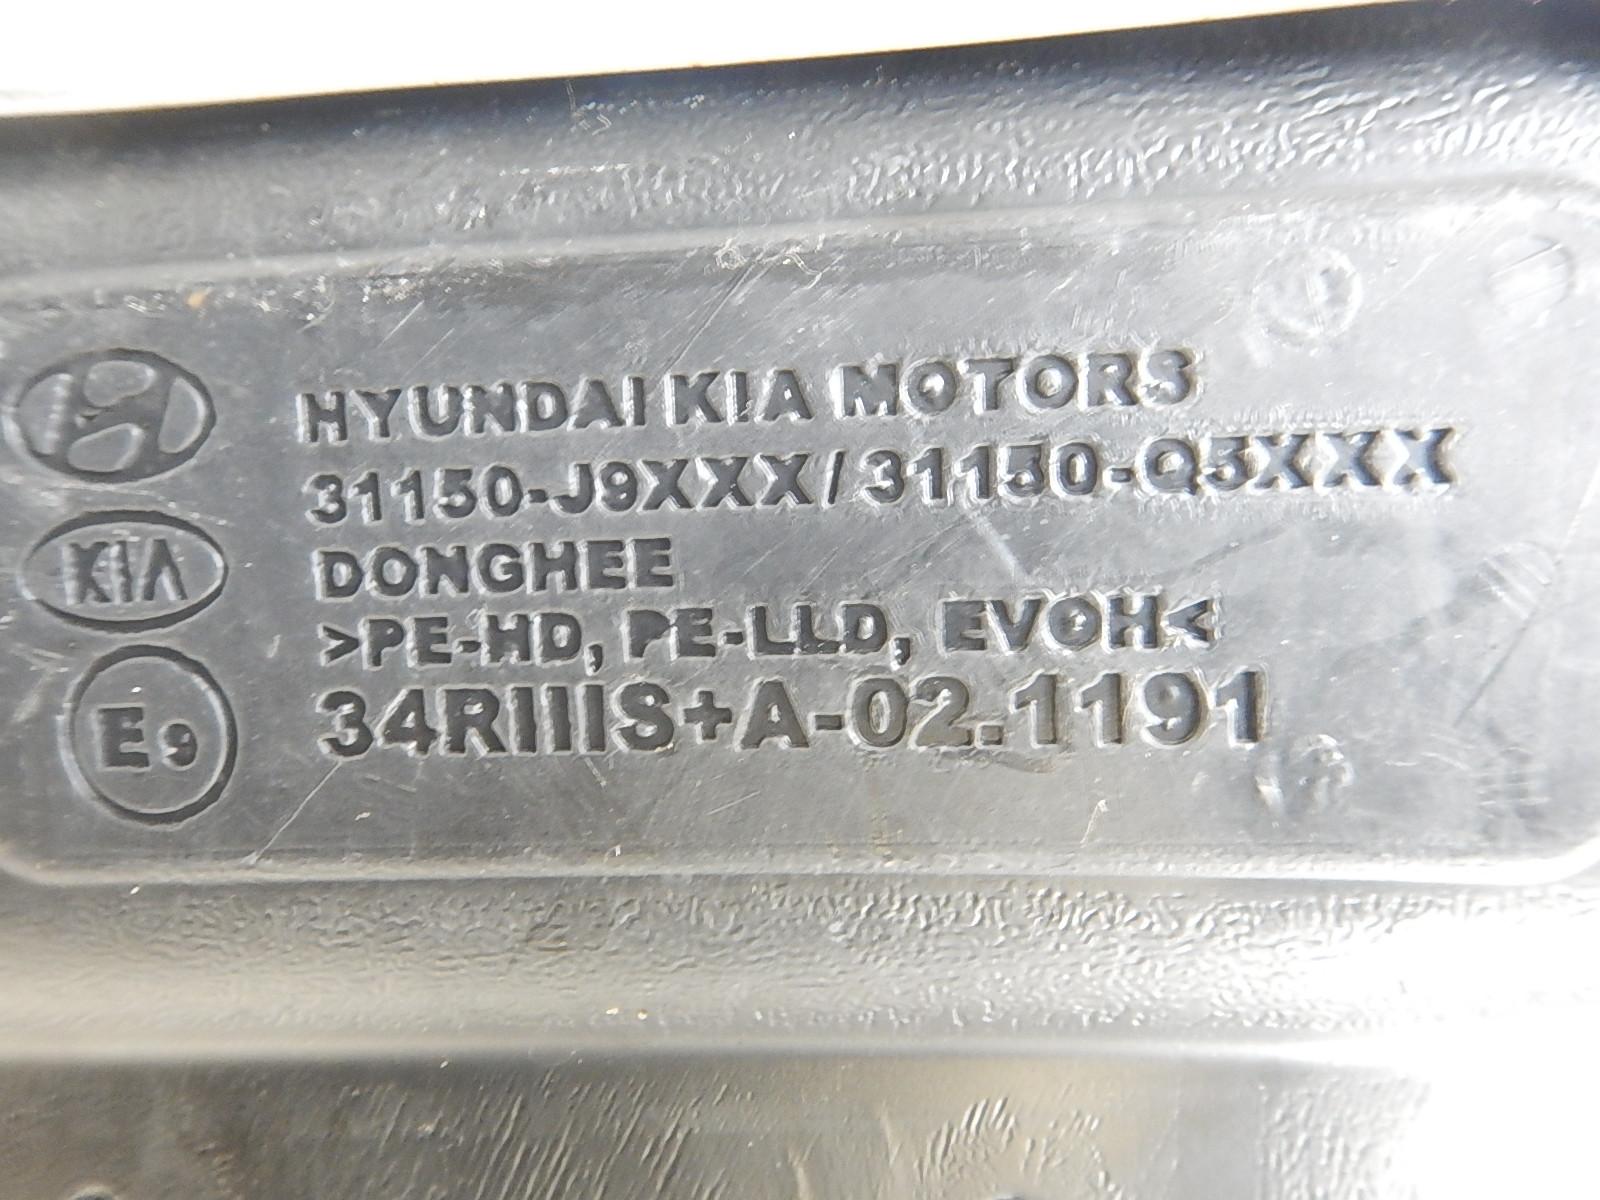 HYUNDAI KIA MOTORS
31150-J9XXX / 31150-Q5XXX
KIA
DONGHEE
>PE-HD, PE-LLD, EVOH<
E9
34RIIIS+A-02.1191